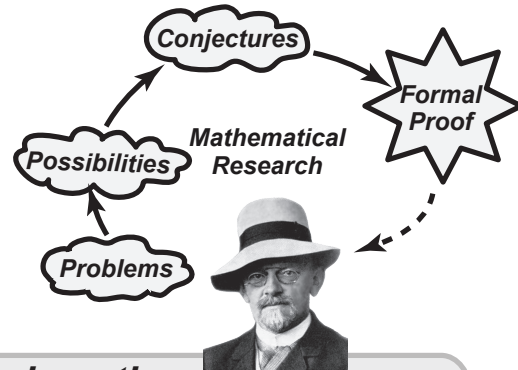 Conjectures
Formal
Proof
Mathematical
Research
Possibilities
Problems